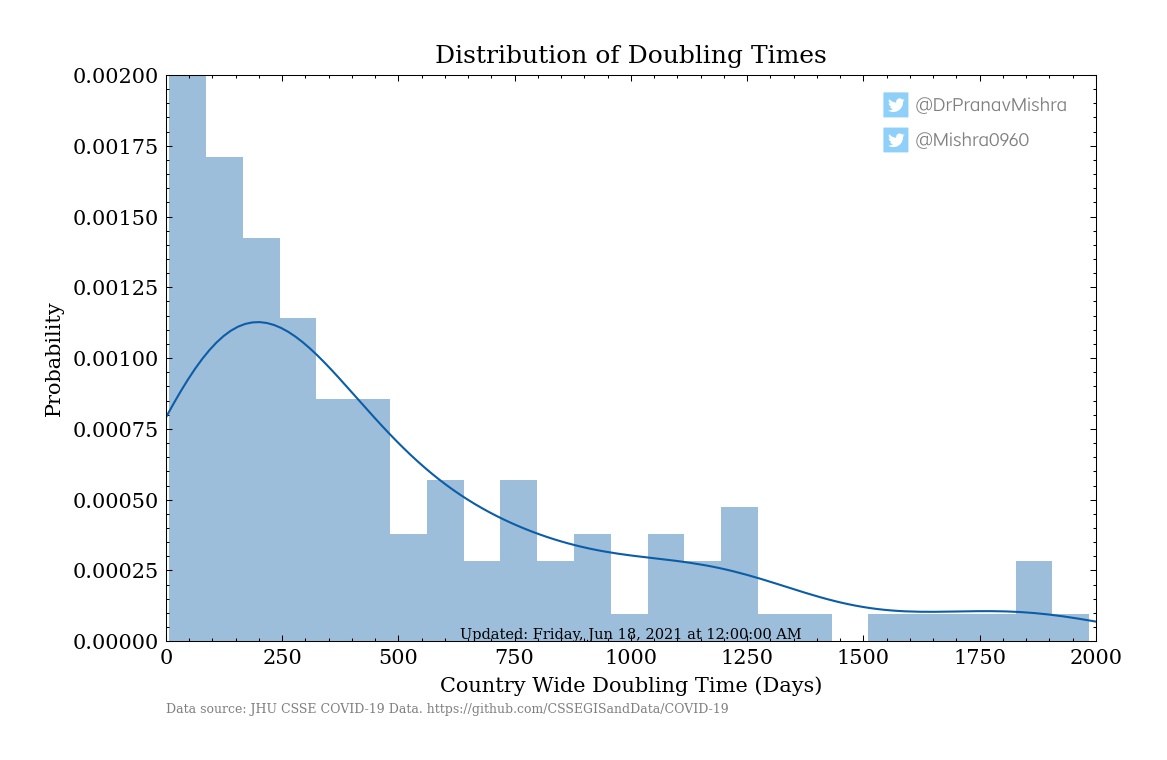 Distribution of Doubling Times
@DrPranavMishra
@Mishra0960
Probability
0.00200
0.00175
0.00150
0.00125
0.00100
0.00075
0.00050
0.00025
0.00000
Updated: Friday, Jun 18, 2021 at 12:00:00 AM
0 250 500 750 1000 1250 1500 1750 2000
Country Wide Doubling Time (Days)
Data source: JHU CSSE COVID-19 Data. https://github.com/CSSEGISandData/COVID-19